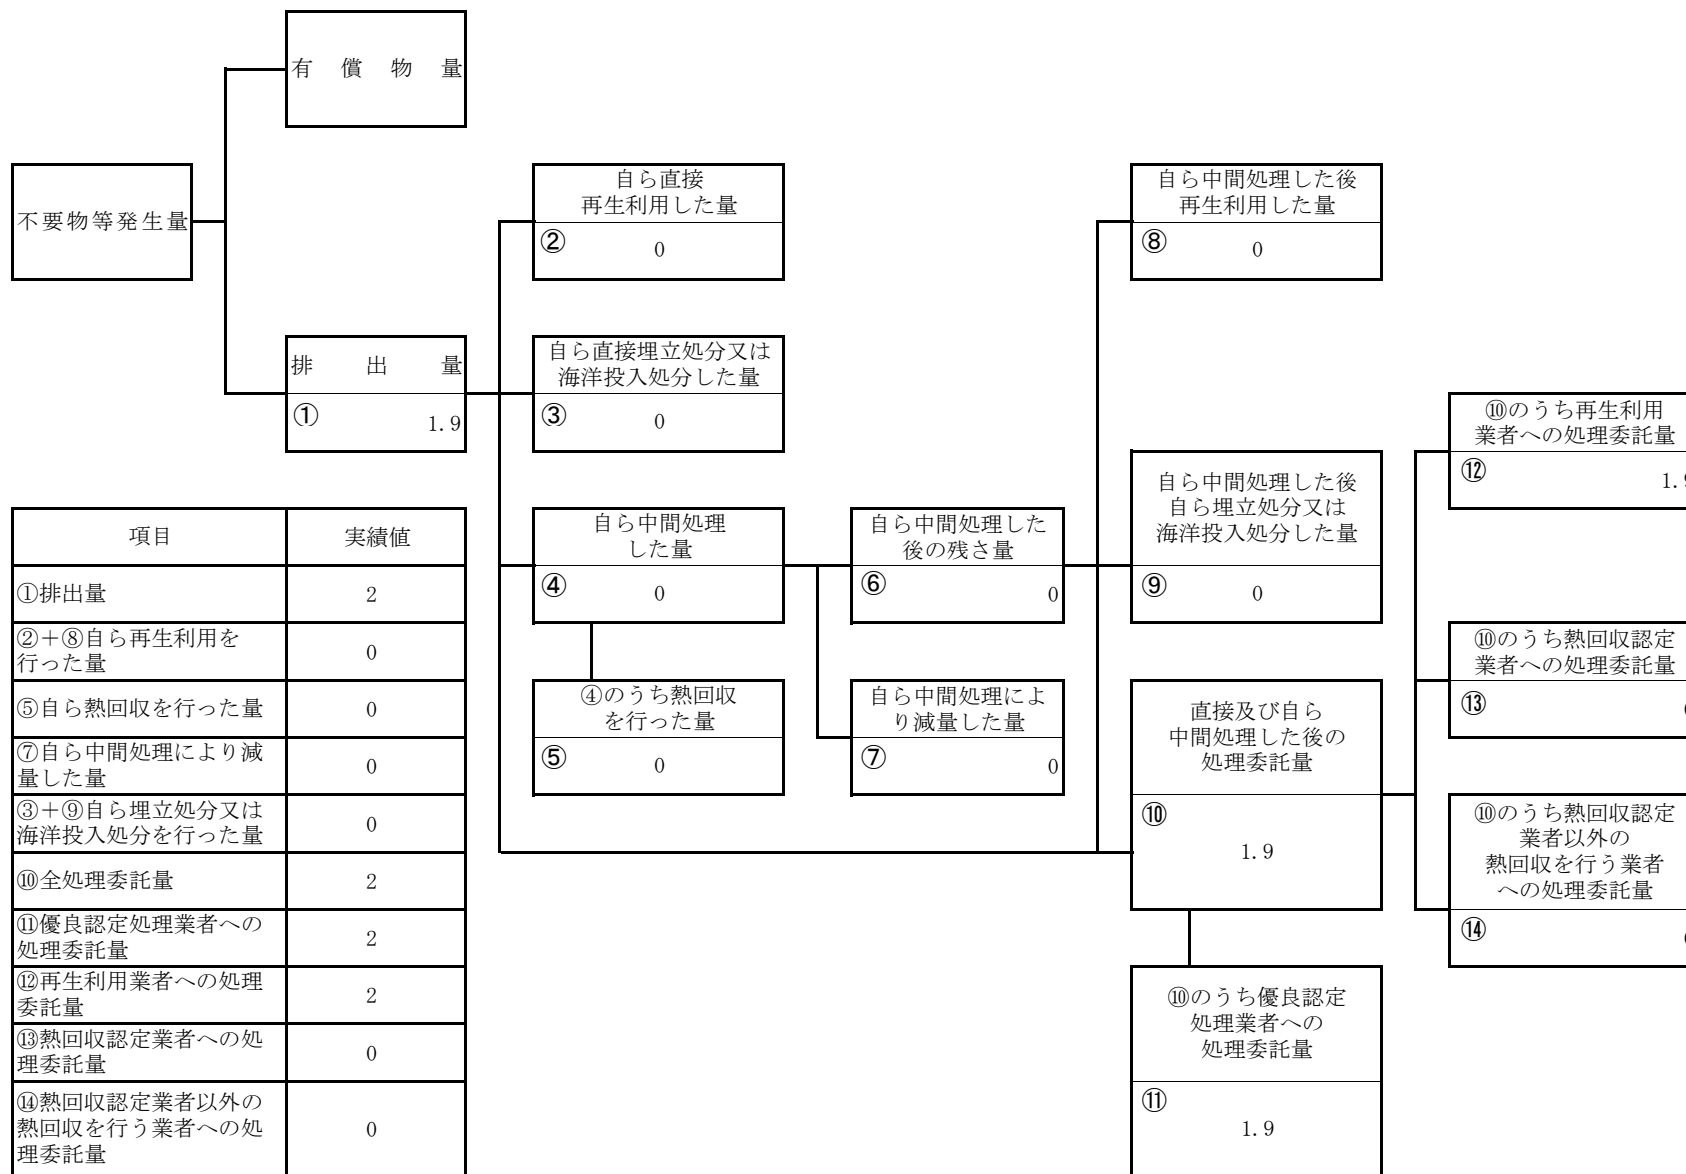 有償物量
不要物等発生量
排出量
① 1.9
自ら直接
再生利用した量
② 0
自ら直接埋立処分又は
海洋投入処分した量
③ 0
自ら中間処理
した量
④ 0
④のうち熱回収
を行った量
⑤ 0
自ら中間処理した
後の残さ量
⑥ 0
自ら中間処理によ
り減量した量
⑦ 0
自ら中間処理した後
再生利用した量
⑧ 0
自ら中間処理した後
自ら埋立処分又は
海洋投入処分した量
⑨ 0
直接及び自ら
中間処理した後の
処理委託量
⑩
1.9
⑩のうち優良認定
処理業者への
処理委託量
⑪
1.9
⑩のうち再生利用
業者への処理委託量
⑫ 1.9
⑩のうち熱回収認定
業者への処理委託量
⑬
⑩のうち熱回収認定
業者以外の
熱回収を行う業者
への処理委託量
⑭
項目 実績値
①排出量 2
②＋⑧自ら再生利用を
行った量 0
⑤自ら熱回収を行った量 0
⑦自ら中間処理により減
量した量 0
③＋⑨自ら埋立処分又は
海洋投入処分を行った量 0
⑩全処理委託量 2
⑪優良認定処理業者への
処理委託量 2
⑫再生利用業者への処理
委託量 2
⑬熱回収認定業者への処
理委託量 0
⑭熱回収認定業者以外の
熱回収を行う業者への処
理委託量 0